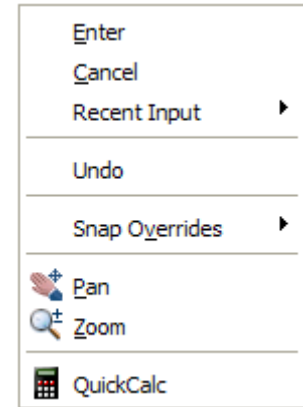 Enter
Cancel
Recent Input
Undo
Snap Overrides
Pan
Zoom
QuickCalc